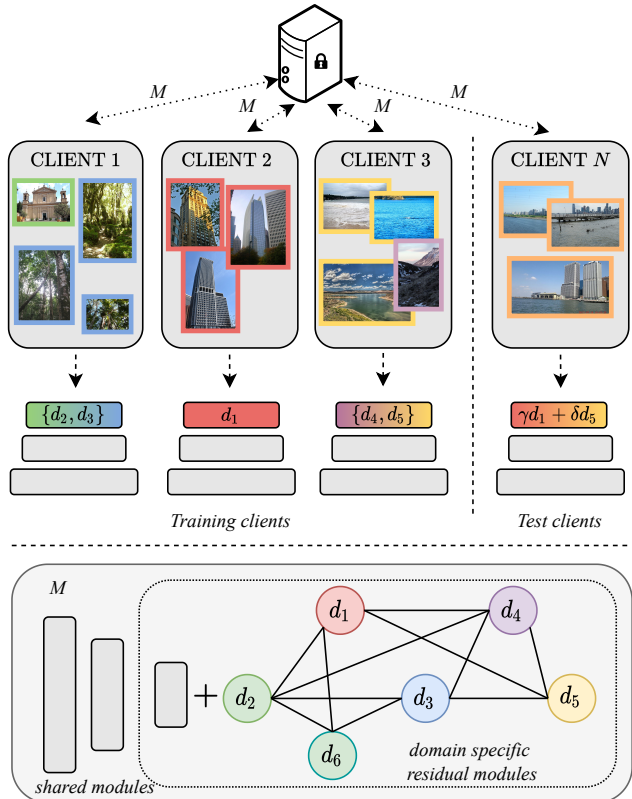 M
M
M
M
CLIENT 1
CLIENT 2
CLIENT 3
CLIENT N
{d₂, d₃}
d₁
{d₄, d₅}
γd₁ + δd₅
Training clients
Test clients
M
d₁
d₄
+
d₂
d₃
d₅
d₆
domain specific
residual modules
shared modules